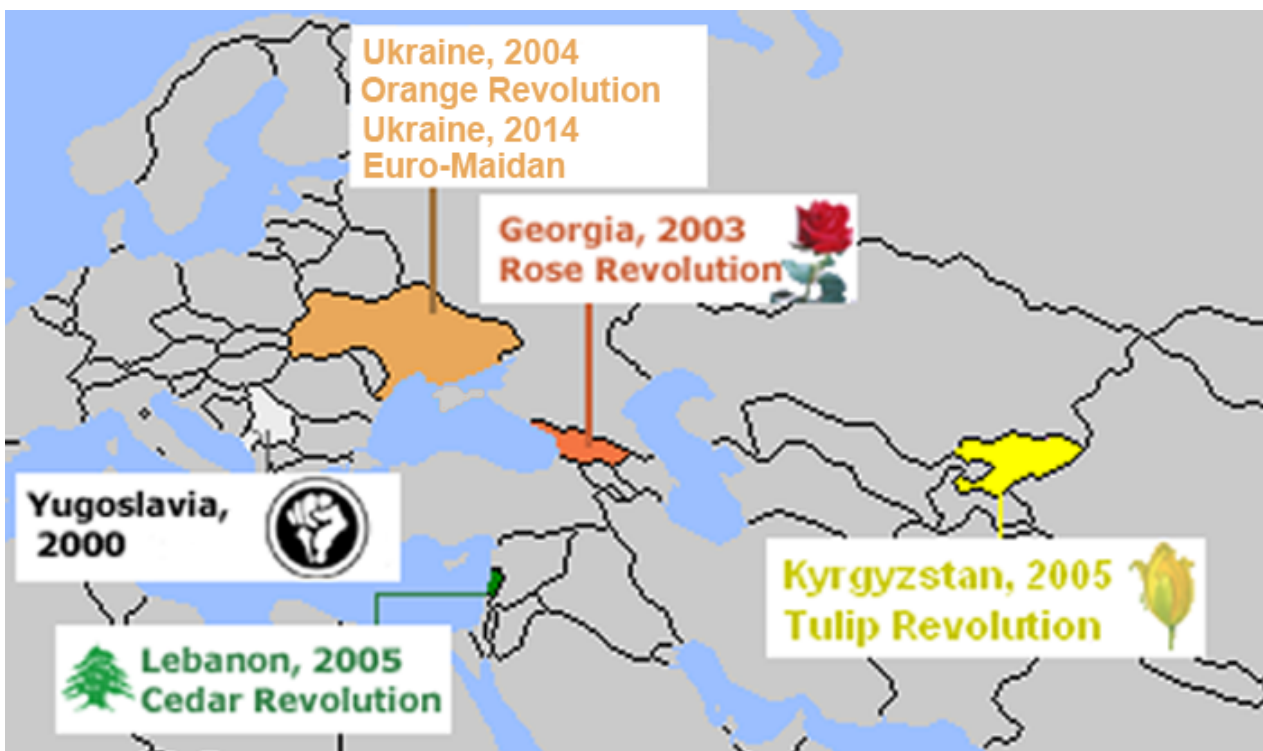 Ukraine, 2004
Orange Revolution
Ukraine, 2014
Euro-Maidan
Georgia, 2003
Rose Revolution
Yugoslavia,
2000
Kyrgyzstan, 2005
Tulip Revolution
Lebanon, 2005
Cedar Revolution